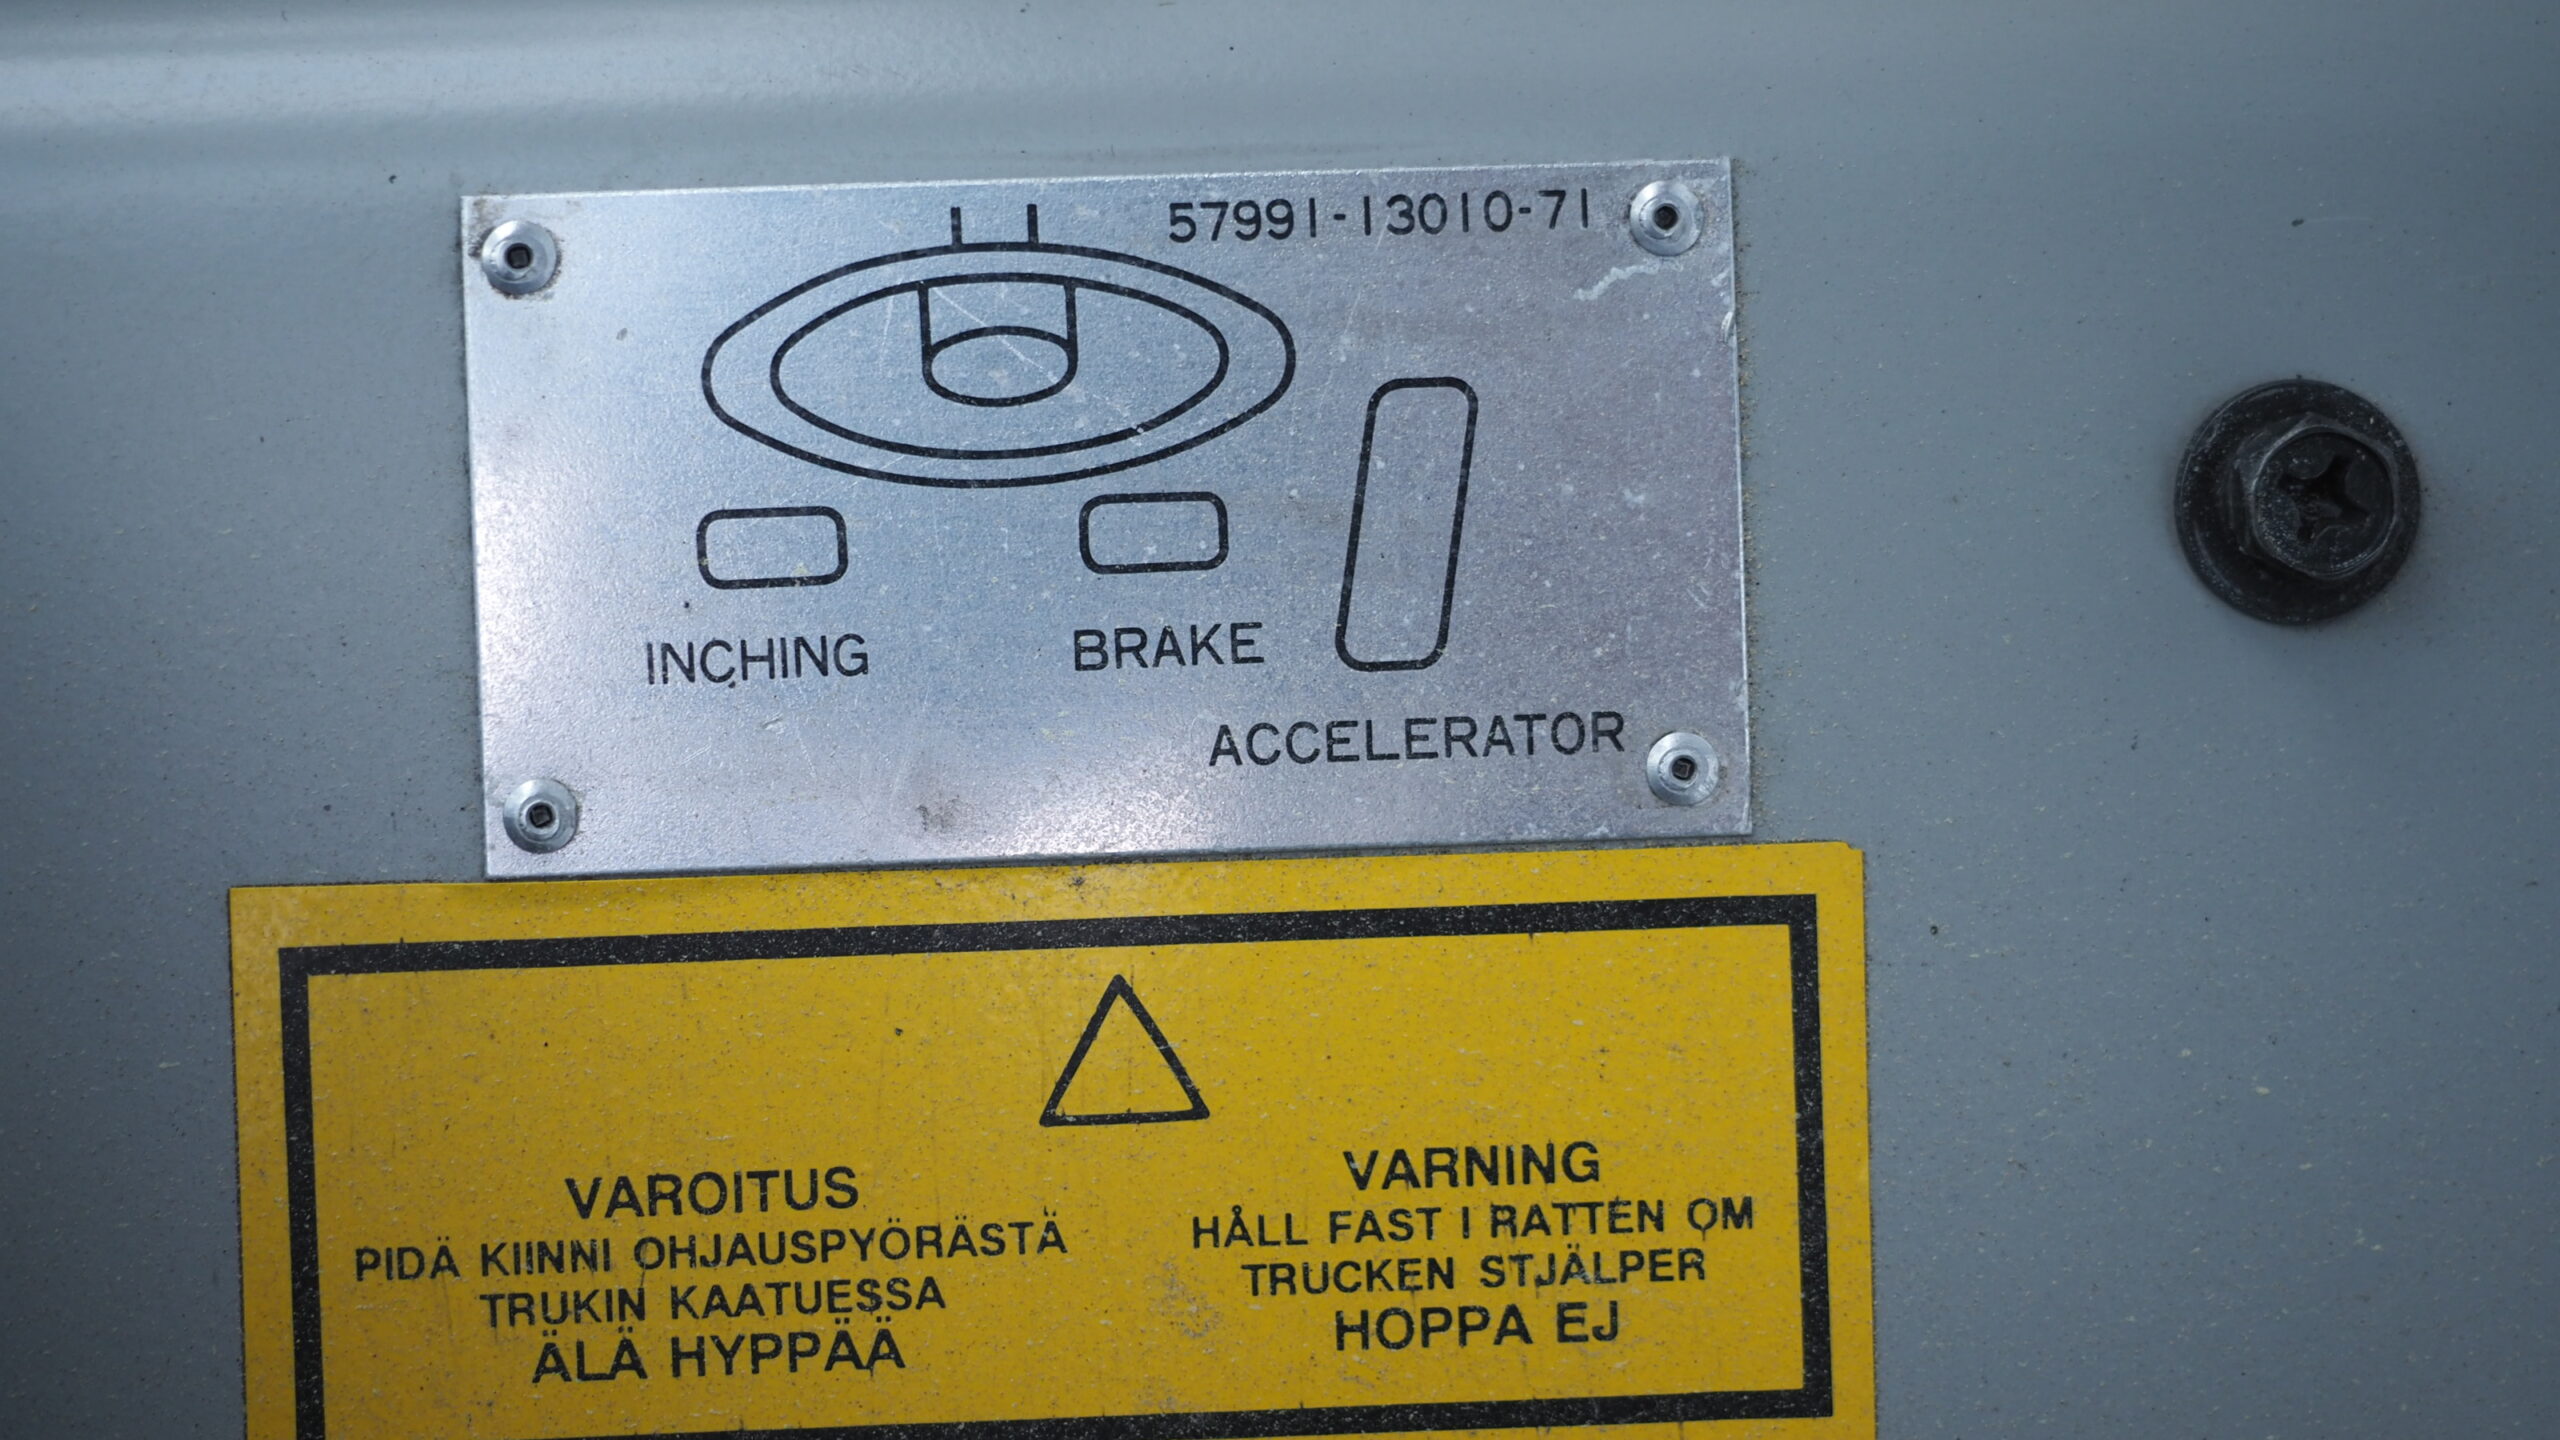 57991-13010-71
INCHING
BRAKE
ACCELERATOR
VAROITUS
PIDÄ KIINNI OHJAUSPYÖRÄSTÄ
TRUKIN KAATUESSA
ÄLÄ HYPPÄÄ
VARNING
HÅLL FAST I RATTEN OM
TRUCKEN STJÄLPER
HOPPA EJ